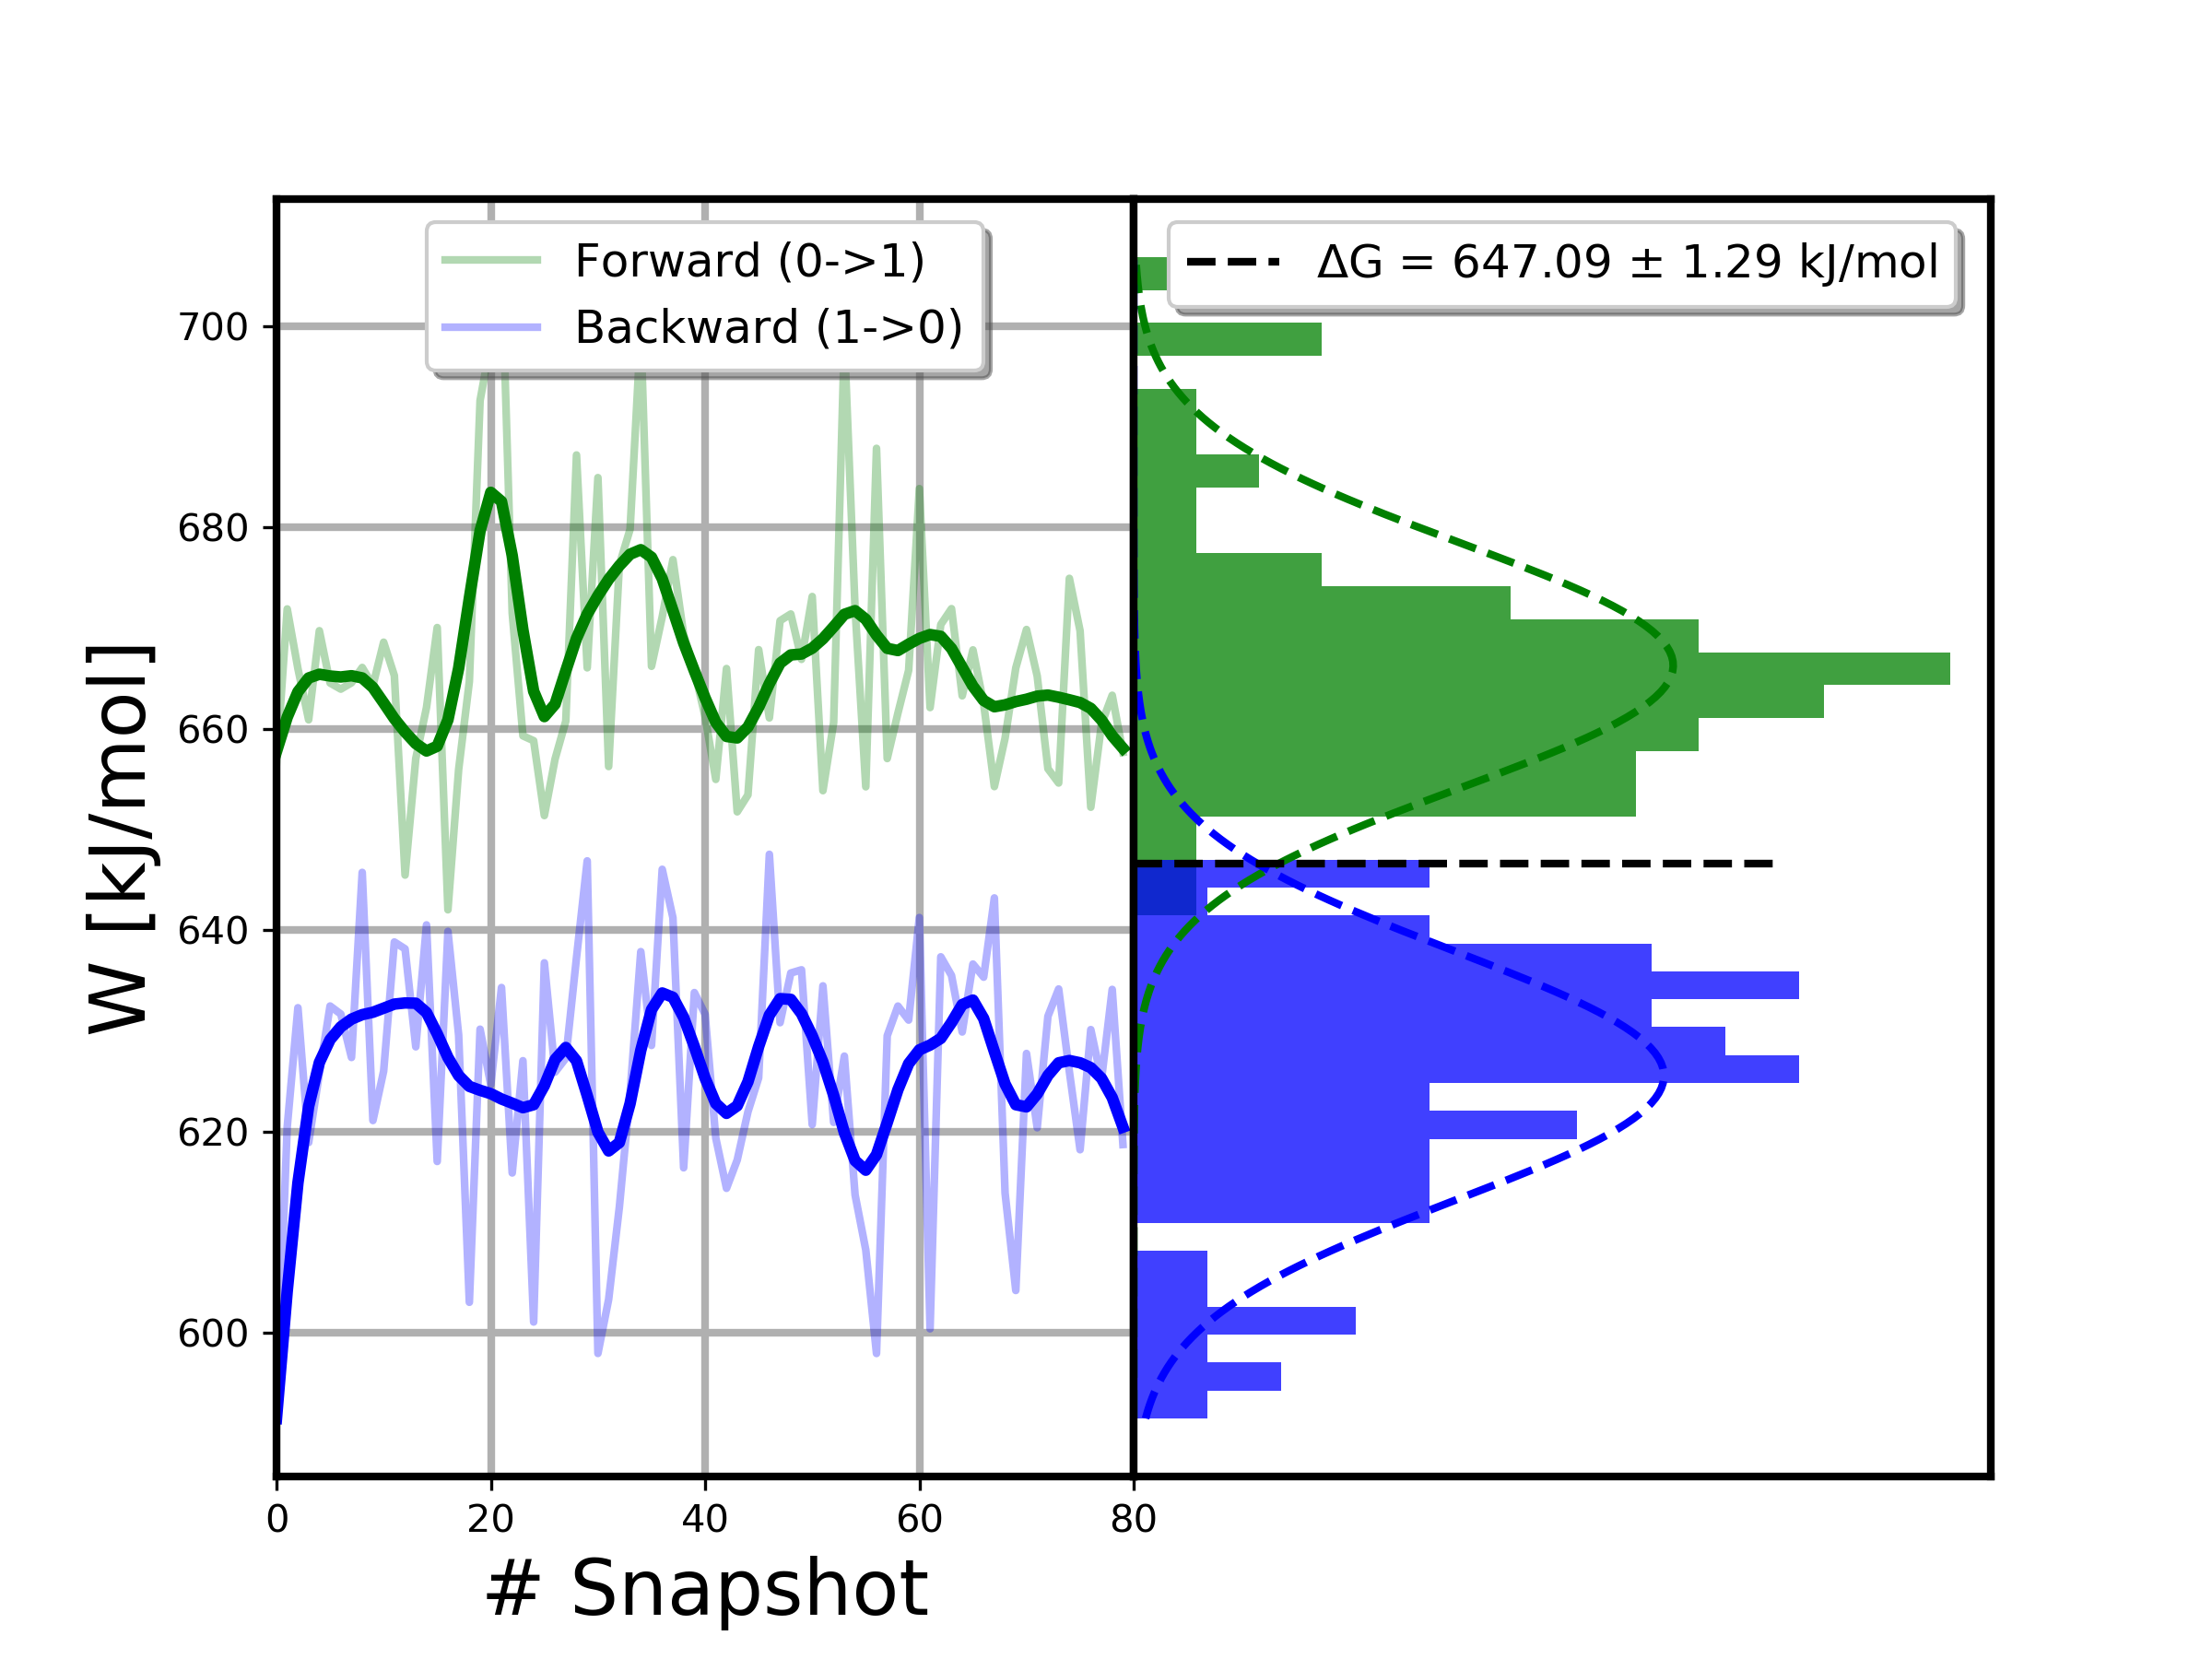 Forward (0->1)
Backward (1->0)
ΔG = 647.09 ± 1.29 kJ/mol
700
680
660
640
620
600
W [kJ/mol]
0
20
40
60
80
# Snapshot